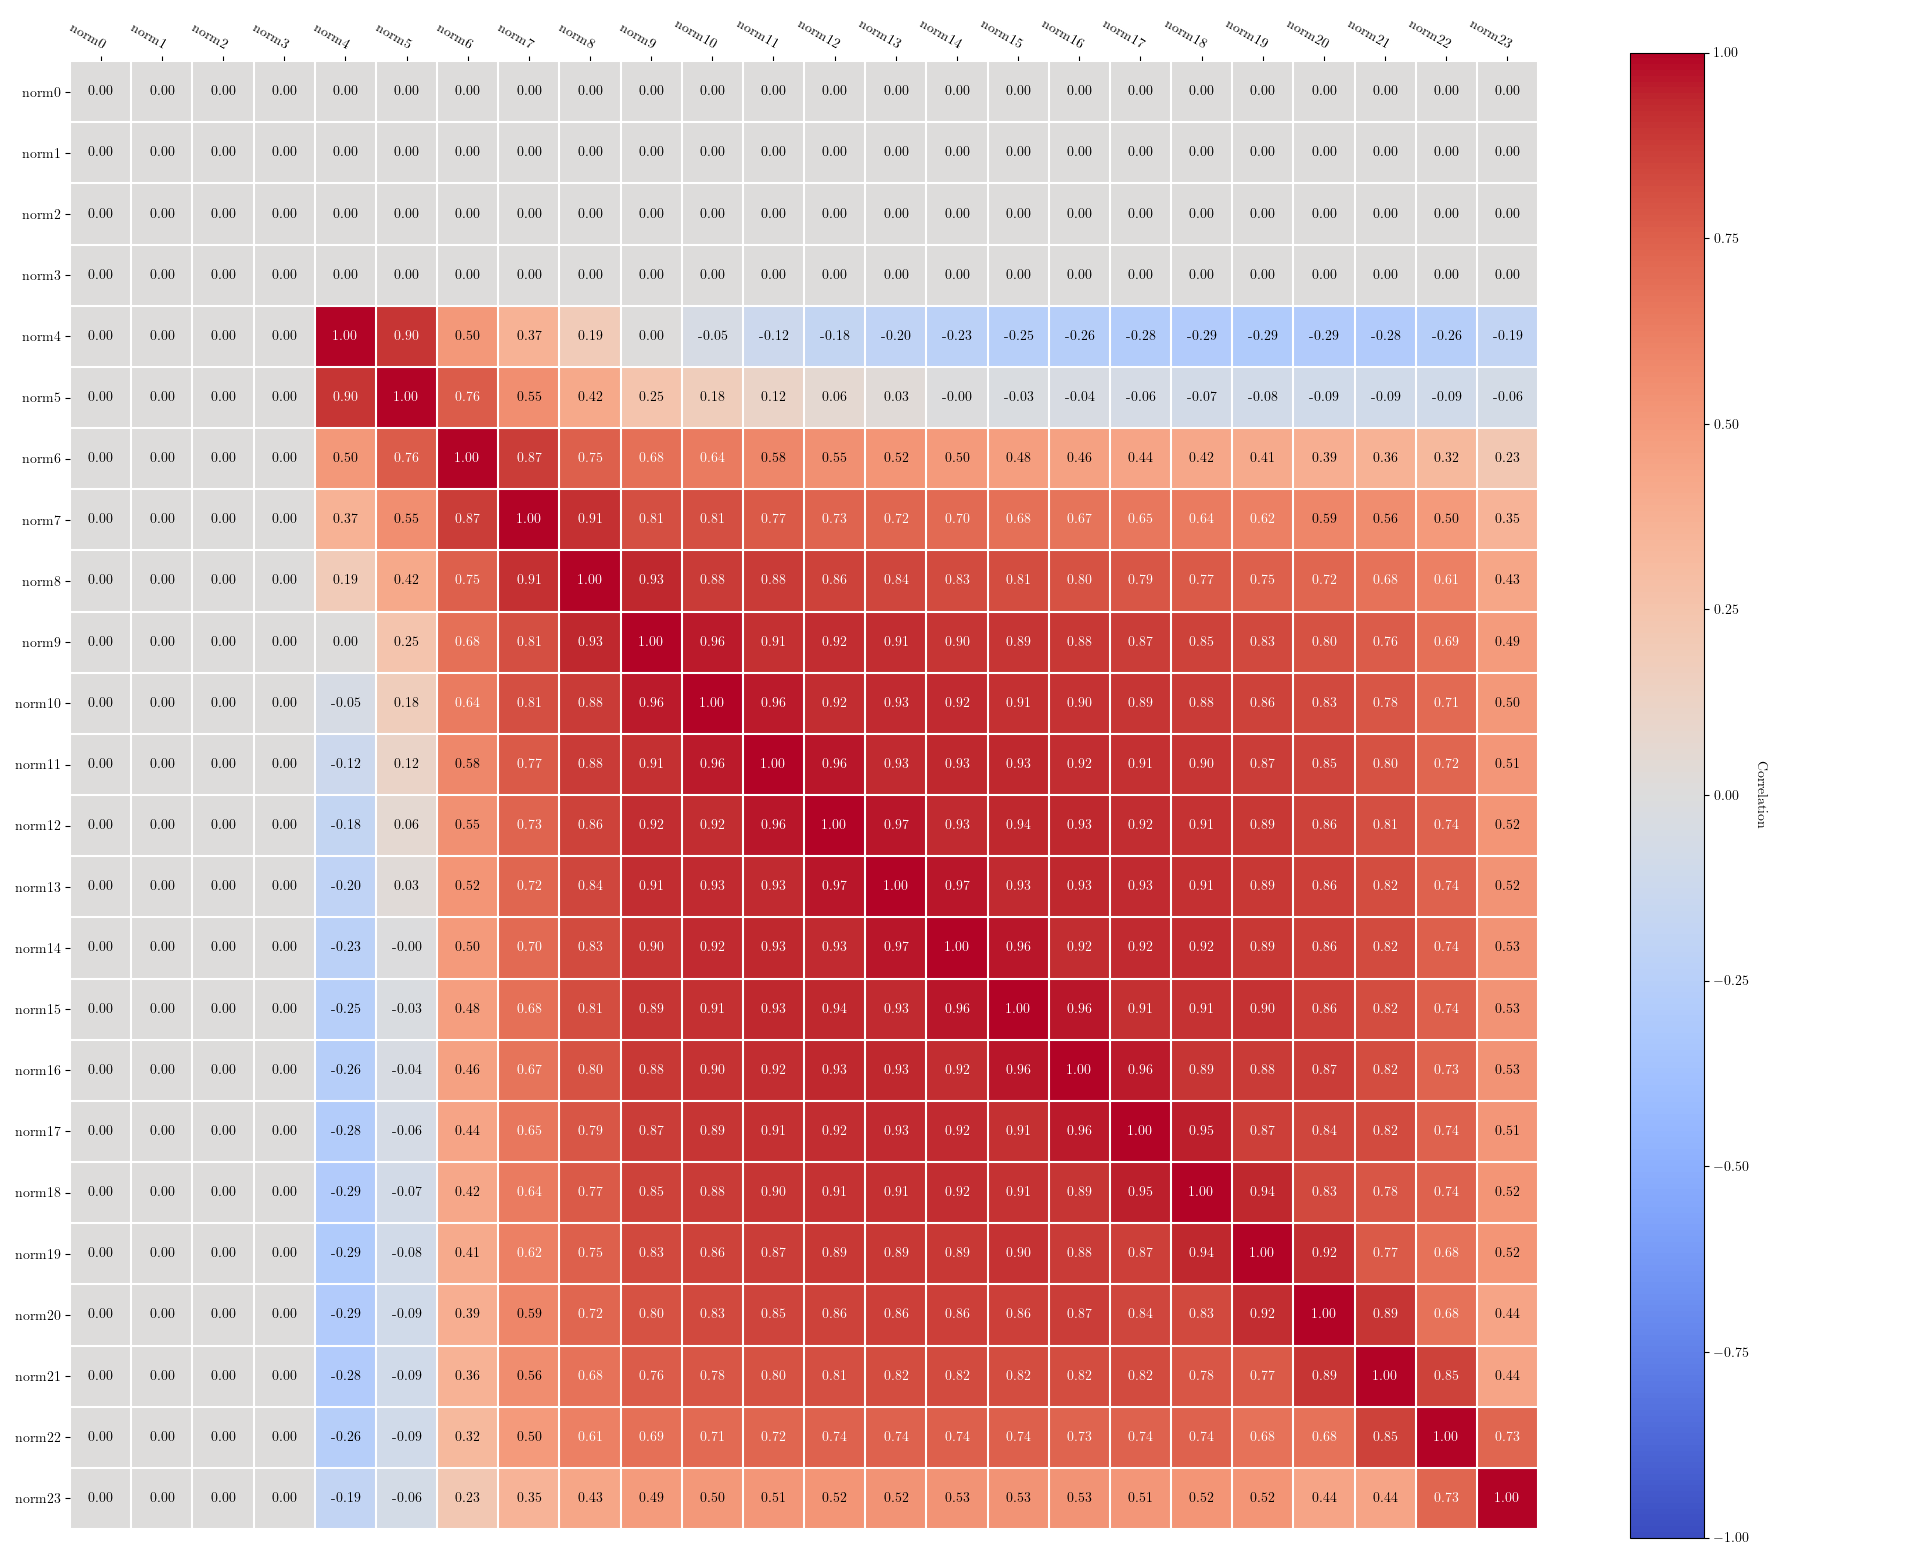 norm0 norm1 norm2 norm3 norm4 norm5 norm6 norm7 norm8 norm9 norm10 norm11 norm12 norm13 norm14 norm15 norm16 norm17 norm18 norm19 norm20 norm21 norm22 norm23
norm0 0.00 0.00 0.00 0.00 0.00 0.00 0.00 0.00 0.00 0.00 0.00 0.00 0.00 0.00 0.00 0.00 0.00 0.00 0.00 0.00 0.00 0.00 0.00 0.00
norm1 0.00 0.00 0.00 0.00 0.00 0.00 0.00 0.00 0.00 0.00 0.00 0.00 0.00 0.00 0.00 0.00 0.00 0.00 0.00 0.00 0.00 0.00 0.00 0.00
norm2 0.00 0.00 0.00 0.00 0.00 0.00 0.00 0.00 0.00 0.00 0.00 0.00 0.00 0.00 0.00 0.00 0.00 0.00 0.00 0.00 0.00 0.00 0.00 0.00
norm3 0.00 0.00 0.00 0.00 0.00 0.00 0.00 0.00 0.00 0.00 0.00 0.00 0.00 0.00 0.00 0.00 0.00 0.00 0.00 0.00 0.00 0.00 0.00 0.00
norm4 0.00 0.00 0.00 0.00 1.00 0.90 0.50 0.37 0.19 0.00 -0.05 -0.12 -0.18 -0.20 -0.23 -0.25 -0.26 -0.28 -0.29 -0.29 -0.29 -0.28 -0.26 -0.19
norm5 0.00 0.00 0.00 0.00 0.90 1.00 0.76 0.55 0.42 0.25 0.18 0.12 0.06 0.03 -0.00 -0.03 -0.04 -0.06 -0.07 -0.08 -0.09 -0.09 -0.09 -0.06
norm6 0.00 0.00 0.00 0.00 0.50 0.76 1.00 0.87 0.75 0.68 0.64 0.58 0.55 0.52 0.50 0.48 0.46 0.44 0.42 0.41 0.39 0.36 0.32 0.23
norm7 0.00 0.00 0.00 0.00 0.37 0.55 0.87 1.00 0.91 0.81 0.81 0.77 0.73 0.72 0.70 0.68 0.67 0.65 0.64 0.62 0.59 0.56 0.50 0.35
norm8 0.00 0.00 0.00 0.00 0.19 0.42 0.75 0.91 1.00 0.93 0.88 0.88 0.86 0.84 0.83 0.81 0.80 0.79 0.77 0.75 0.72 0.68 0.61 0.43
norm9 0.00 0.00 0.00 0.00 0.00 0.25 0.68 0.81 0.93 1.00 0.96 0.91 0.92 0.91 0.90 0.89 0.88 0.87 0.85 0.83 0.80 0.76 0.69 0.49
norm10 0.00 0.00 0.00 0.00 -0.05 0.18 0.64 0.81 0.88 0.96 1.00 0.96 0.92 0.93 0.92 0.91 0.90 0.89 0.88 0.86 0.83 0.78 0.71 0.50
norm11 0.00 0.00 0.00 0.00 -0.12 0.12 0.58 0.77 0.88 0.91 0.96 1.00 0.96 0.93 0.93 0.93 0.92 0.91 0.90 0.87 0.85 0.80 0.72 0.51
norm12 0.00 0.00 0.00 0.00 -0.18 0.06 0.55 0.73 0.86 0.92 0.92 0.96 1.00 0.97 0.93 0.94 0.93 0.92 0.91 0.89 0.86 0.81 0.74 0.52
norm13 0.00 0.00 0.00 0.00 -0.20 0.03 0.52 0.72 0.84 0.91 0.93 0.93 0.97 1.00 0.97 0.93 0.93 0.93 0.91 0.89 0.86 0.82 0.74 0.52
norm14 0.00 0.00 0.00 0.00 -0.23 -0.00 0.50 0.70 0.83 0.90 0.92 0.93 0.93 0.97 1.00 0.96 0.92 0.92 0.92 0.89 0.86 0.82 0.74 0.53
norm15 0.00 0.00 0.00 0.00 -0.25 -0.03 0.48 0.68 0.81 0.89 0.91 0.93 0.94 0.93 0.96 1.00 0.96 0.91 0.91 0.90 0.86 0.82 0.74 0.53
norm16 0.00 0.00 0.00 0.00 -0.26 -0.04 0.46 0.67 0.80 0.88 0.90 0.92 0.93 0.93 0.92 0.96 1.00 0.96 0.89 0.88 0.87 0.82 0.73 0.53
norm17 0.00 0.00 0.00 0.00 -0.28 -0.06 0.44 0.65 0.79 0.87 0.89 0.91 0.92 0.93 0.92 0.91 0.96 1.00 0.95 0.87 0.84 0.82 0.74 0.51
norm18 0.00 0.00 0.00 0.00 -0.29 -0.07 0.42 0.64 0.77 0.85 0.88 0.90 0.91 0.91 0.92 0.91 0.89 0.95 1.00 0.94 0.83 0.78 0.74 0.52
norm19 0.00 0.00 0.00 0.00 -0.29 -0.08 0.41 0.62 0.75 0.83 0.86 0.87 0.89 0.89 0.89 0.90 0.88 0.87 0.94 1.00 0.92 0.77 0.68 0.52
norm20 0.00 0.00 0.00 0.00 -0.29 -0.09 0.39 0.59 0.72 0.80 0.83 0.85 0.86 0.86 0.86 0.86 0.87 0.84 0.83 0.92 1.00 0.89 0.68 0.44
norm21 0.00 0.00 0.00 0.00 -0.28 -0.09 0.36 0.56 0.68 0.76 0.78 0.80 0.81 0.82 0.82 0.82 0.82 0.82 0.78 0.77 0.89 1.00 0.85 0.44
norm22 0.00 0.00 0.00 0.00 -0.26 -0.09 0.32 0.50 0.61 0.69 0.71 0.72 0.74 0.74 0.74 0.74 0.73 0.74 0.74 0.68 0.68 0.85 1.00 0.73
norm23 0.00 0.00 0.00 0.00 -0.19 -0.06 0.23 0.35 0.43 0.49 0.50 0.51 0.52 0.52 0.53 0.53 0.53 0.51 0.52 0.52 0.44 0.44 0.73 1.00
1.00
0.75
0.50
0.25
0.00
−0.25
−0.50
−0.75
−1.00
Correlation